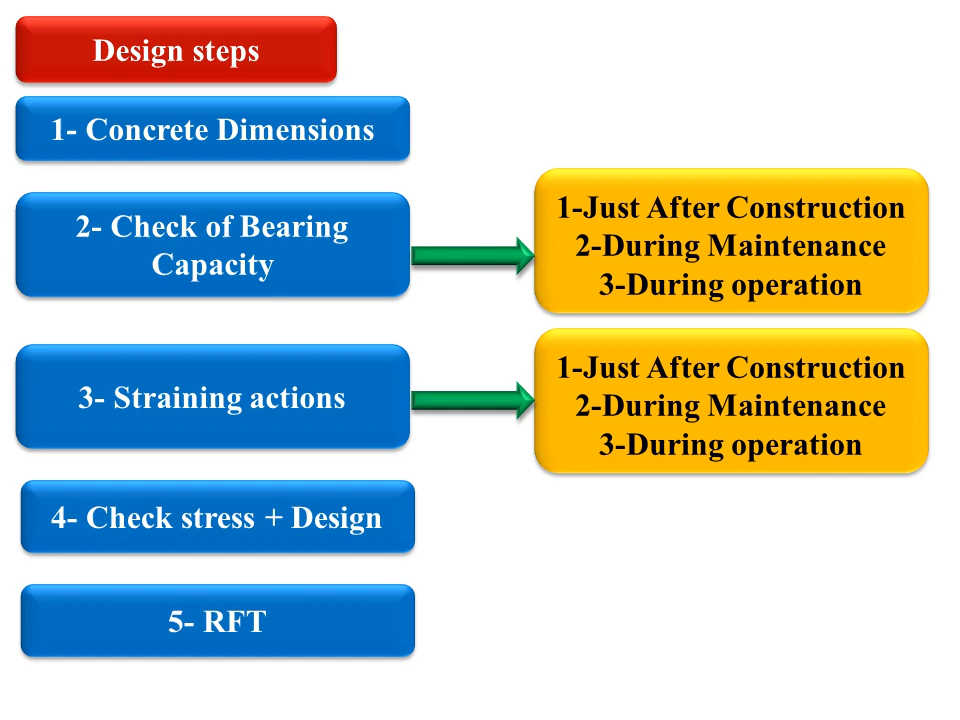 Design steps
1- Concrete Dimensions
2- Check of Bearing
Capacity
1-Just After Construction
2-During Maintenance
3-During operation
3- Straining actions
1-Just After Construction
2-During Maintenance
3-During operation
4- Check stress + Design
5- RFT